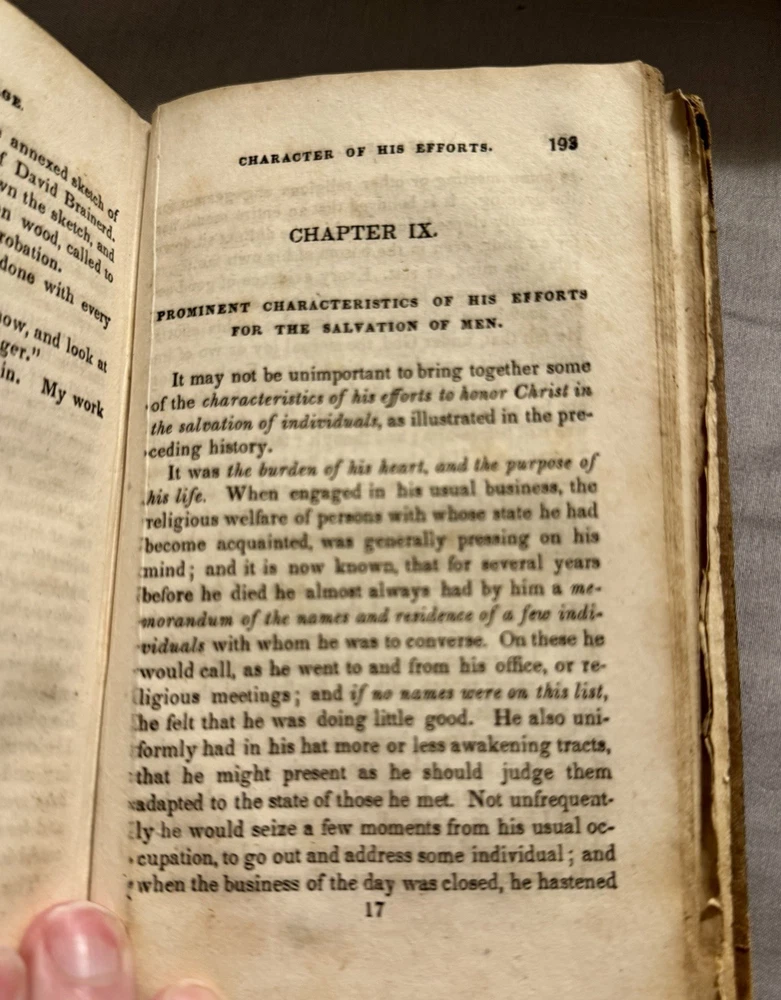 OE.
annexed sketch of
f David Brainerd.
wn the sketch, and
n wood, called to
robation.
done with every
now, and look at
ger."
in. My work
CHARACTER OF HIS EFFORTS. 193
CHAPTER IX.
PROMINENT CHARACTERISTICS OF HIS EFFORTS
FOR THE SALVATION OF MEN.
It may not be unimportant to bring together some
of the characteristics of his efforts to honor Christ in
the salvation of individuals, as illustrated in the pre-
ceding history.
It was the burden of his heart, and the purpose of
his life. When engaged in his usual business, the
religious welfare of persons with whose state he had
become acquainted, was generally pressing on his
mind; and it is now known, that for several years
before he died he almost always had by him a me-
morandum of the names and residence of a few indi-
viduals with whom he was to converse. On these he
would call, as he went to and from his office, or re-
ligious meetings; and if no names were on this list,
he felt that he was doing little good. He also uni-
formly had in his hat more or less awakening tracts,
that he might present as he should judge them
adapted to the state of those he met. Not unfrequent-
ly he would seize a few moments from his usual oc-
cupation, to go out and address some individual; and
when the business of the day was closed, he hastened
17